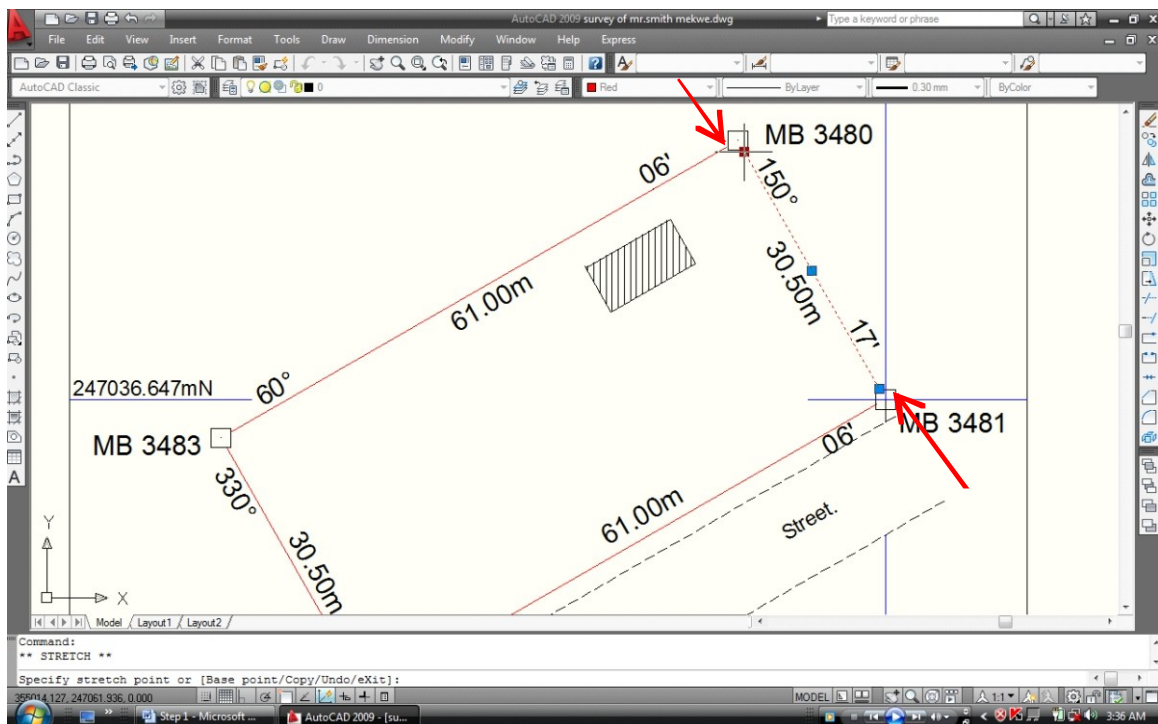 AutoCAD 2009 survey of mr.smith mekwe.dwg
Type a keyword or phrase
File Edit View Insert Format Tools Draw Dimension Modify Window Help Express
AutoCAD Classic
0
Red
ByLayer
0.30 mm
ByColor
MB 3480
06'
150°
61.00m
30.50m
17'
247036.647mN
60°
MB 3483
MB 3481
06'
330°
61.00m
Street.
30.50m
Y
X
Model Layout1 Layout2
Command:
** STRETCH **
Specify stretch point or [Base point/Copy/Undo/eXit]:
355014.127, 247061.936, 0.000
MODEL
1:1
Step 1 - Microsoft ...
AutoCAD 2009 - [su...
3:36 AM